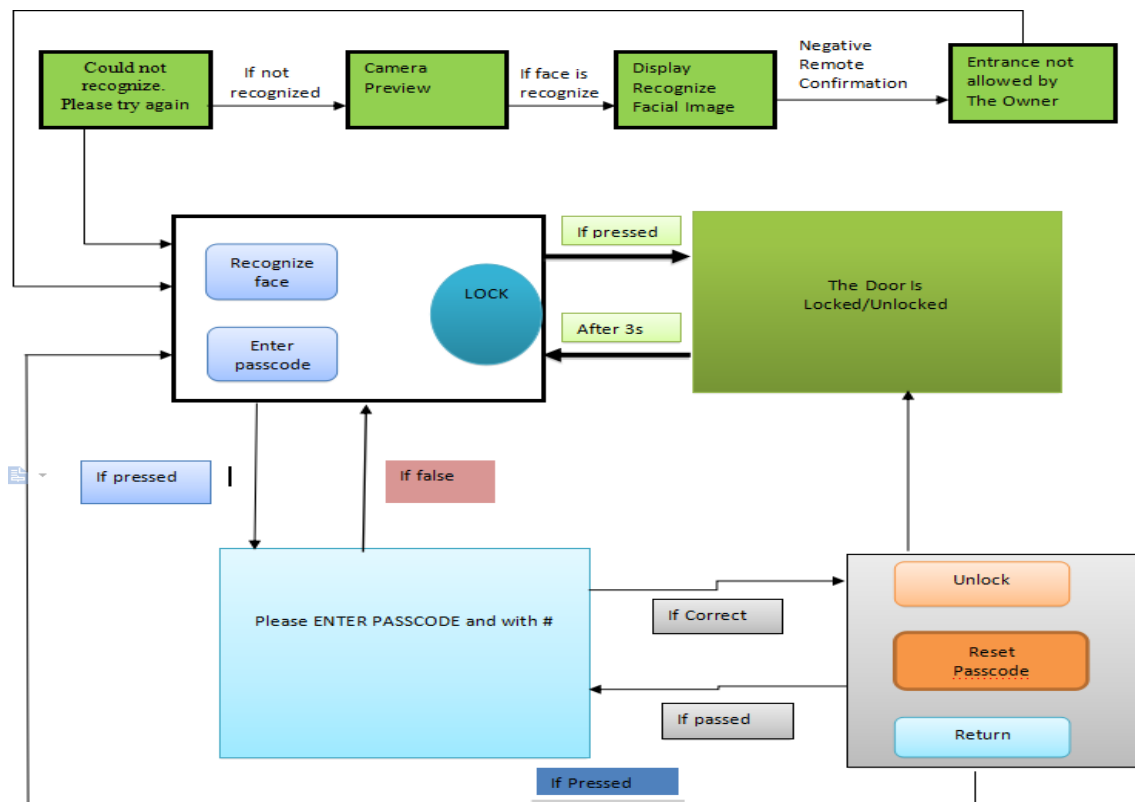 Could not
recognize.
Please try again
If not
recognized
Camera
Preview
If face is
recognize
Display
Recognize
Facial Image
Negative
Remote
Confirmation
Entrance not
allowed by
The Owner
Recognize
face
Enter
passcode
LOCK
If pressed
After 3s
The Door Is
Locked/Unlocked
If pressed
If false
Please ENTER PASSCODE and with #
If Correct
If passed
Unlock
Reset
Passcode
Return
If Pressed